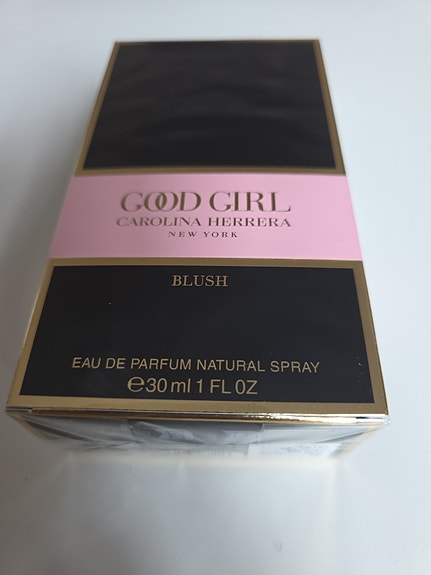 GOOD GIRL
CAROLINA HERRERA
NEW YORK
BLUSH
EAU DE PARFUM NATURAL SPRAY
℮30 ml 1 FL OZ